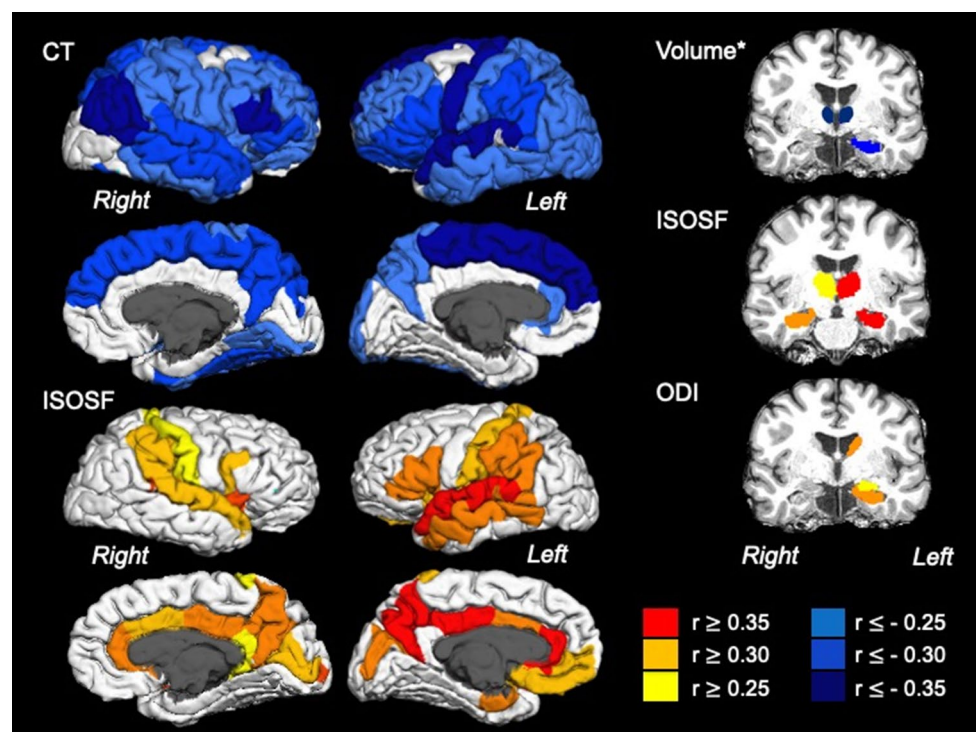 CT
Right
Left
ISOSF
Right
Left
Volume*
ISOSF
ODI
Right
Left
r ≥ 0.35
r ≥ 0.30
r ≥ 0.25
r ≤ - 0.25
r ≤ - 0.30
r ≤ - 0.35